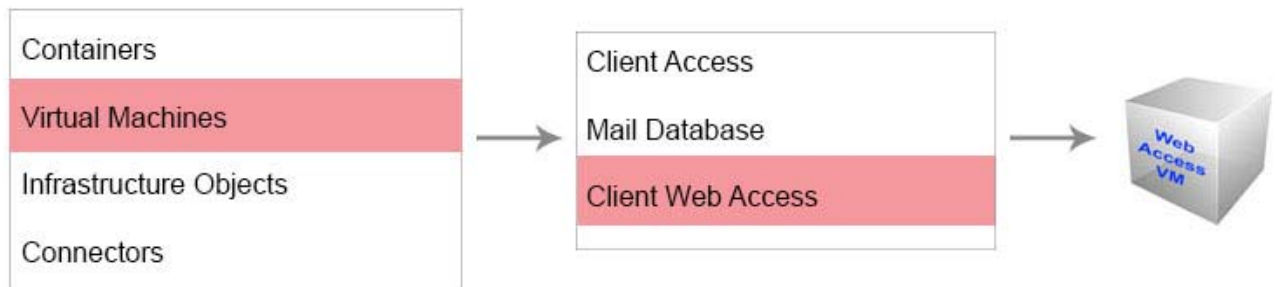 Containers
Virtual Machines
Infrastructure Objects
Connectors
Client Access
Mail Database
Client Web Access
Web
Access
VM